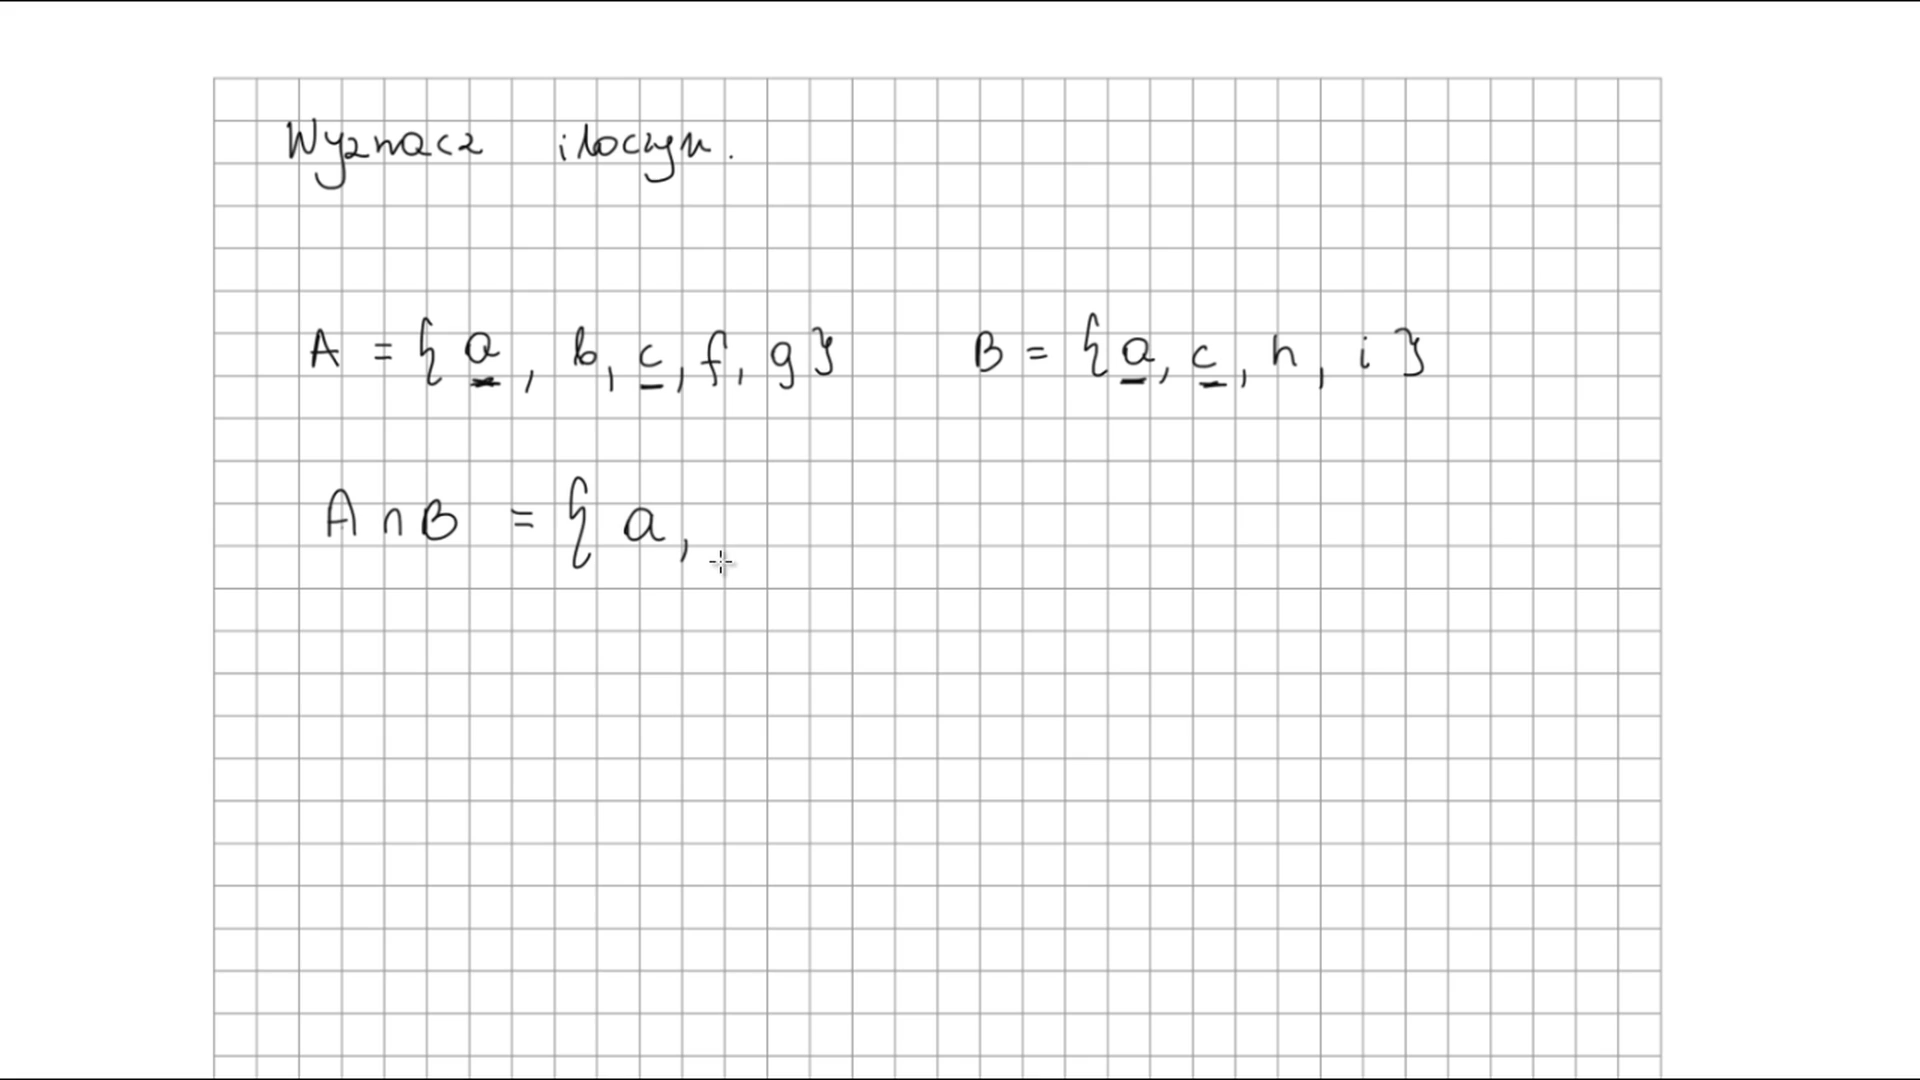 Wyznacz iloczyn.
A = { a, b, c, f, g } B = { a, c, h, i }
A ∩ B = { a,